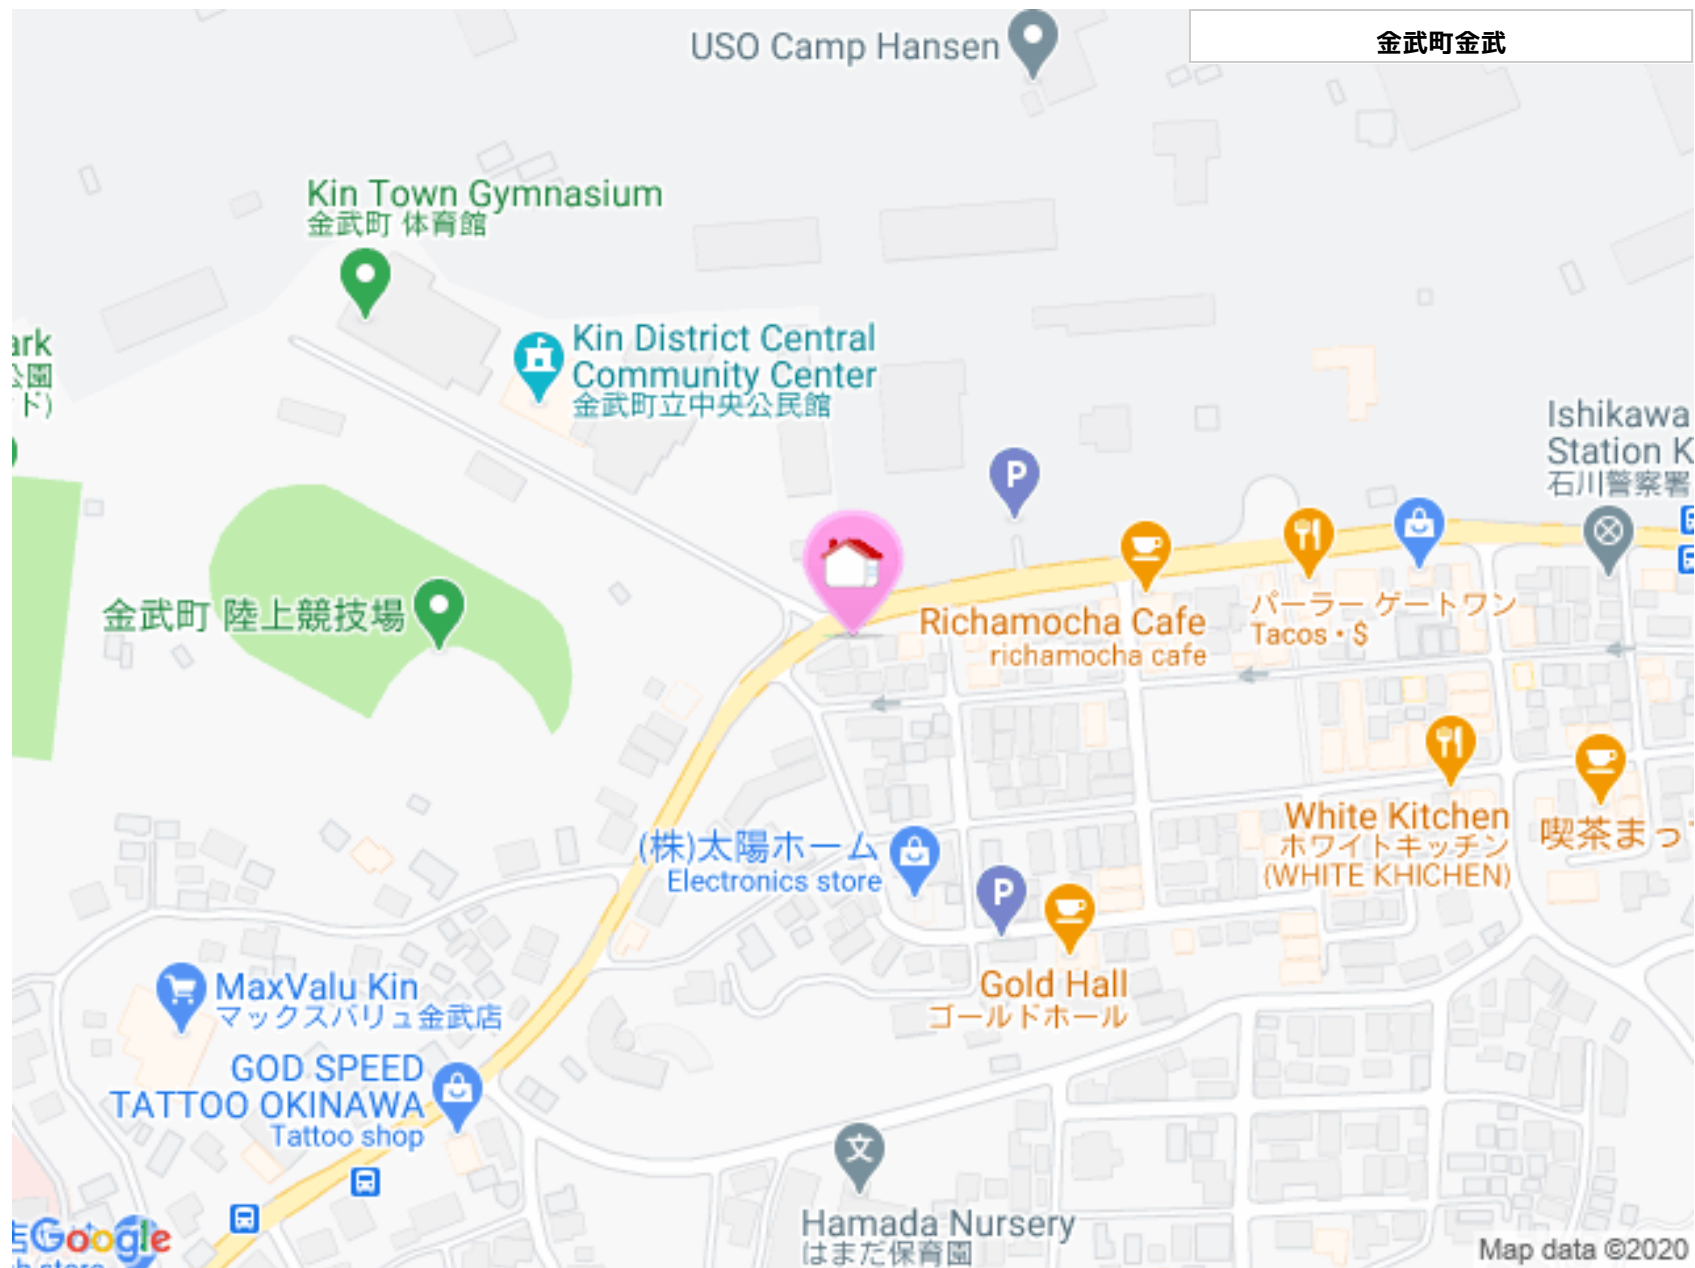 金武町金武
USO Camp Hansen
Kin Town Gymnasium
金武町 体育館
Kin District Central
Community Center
金武町立中央公民館
ark
公園
ド)
Ishikawa
Station K
石川警察署
P
金武町 陸上競技場
Richamocha Cafe
richamocha cafe
パーラー ゲートワン
Tacos • $
(株)太陽ホーム
Electronics store
White Kitchen
ホワイトキッチン
(WHITE KHICHEN)
喫茶まっ
P
Gold Hall
ゴールドホール
MaxValu Kin
マックスバリュ金武店
GOD SPEED
TATTOO OKINAWA
Tattoo shop
文
Hamada Nursery
はまだ保育園
Google
Map data ©2020